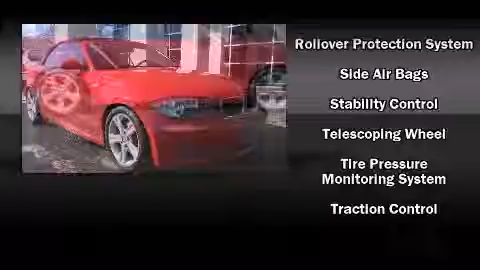 Rollover Protection System
Side Air Bags
Stability Control
Telescoping Wheel
Tire Pressure
Monitoring System
Traction Control